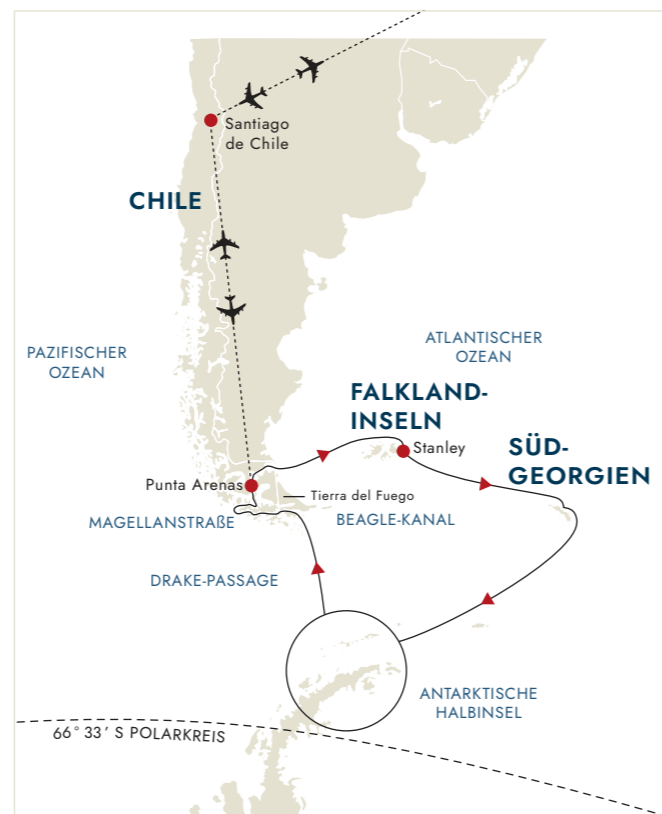 Santiago
de Chile
CHILE
PAZIFISCHER
OZEAN
ATLANTISCHER
OZEAN
FALKLAND-
INSELN
Stanley
SÜD-
GEORGIEN
Punta Arenas
Tierra del Fuego
MAGELLANSTRAßE
BEAGLE-KANAL
DRAKE-PASSAGE
ANTARKTISCHE
HALBINSEL
66° 33’ S POLARKREIS